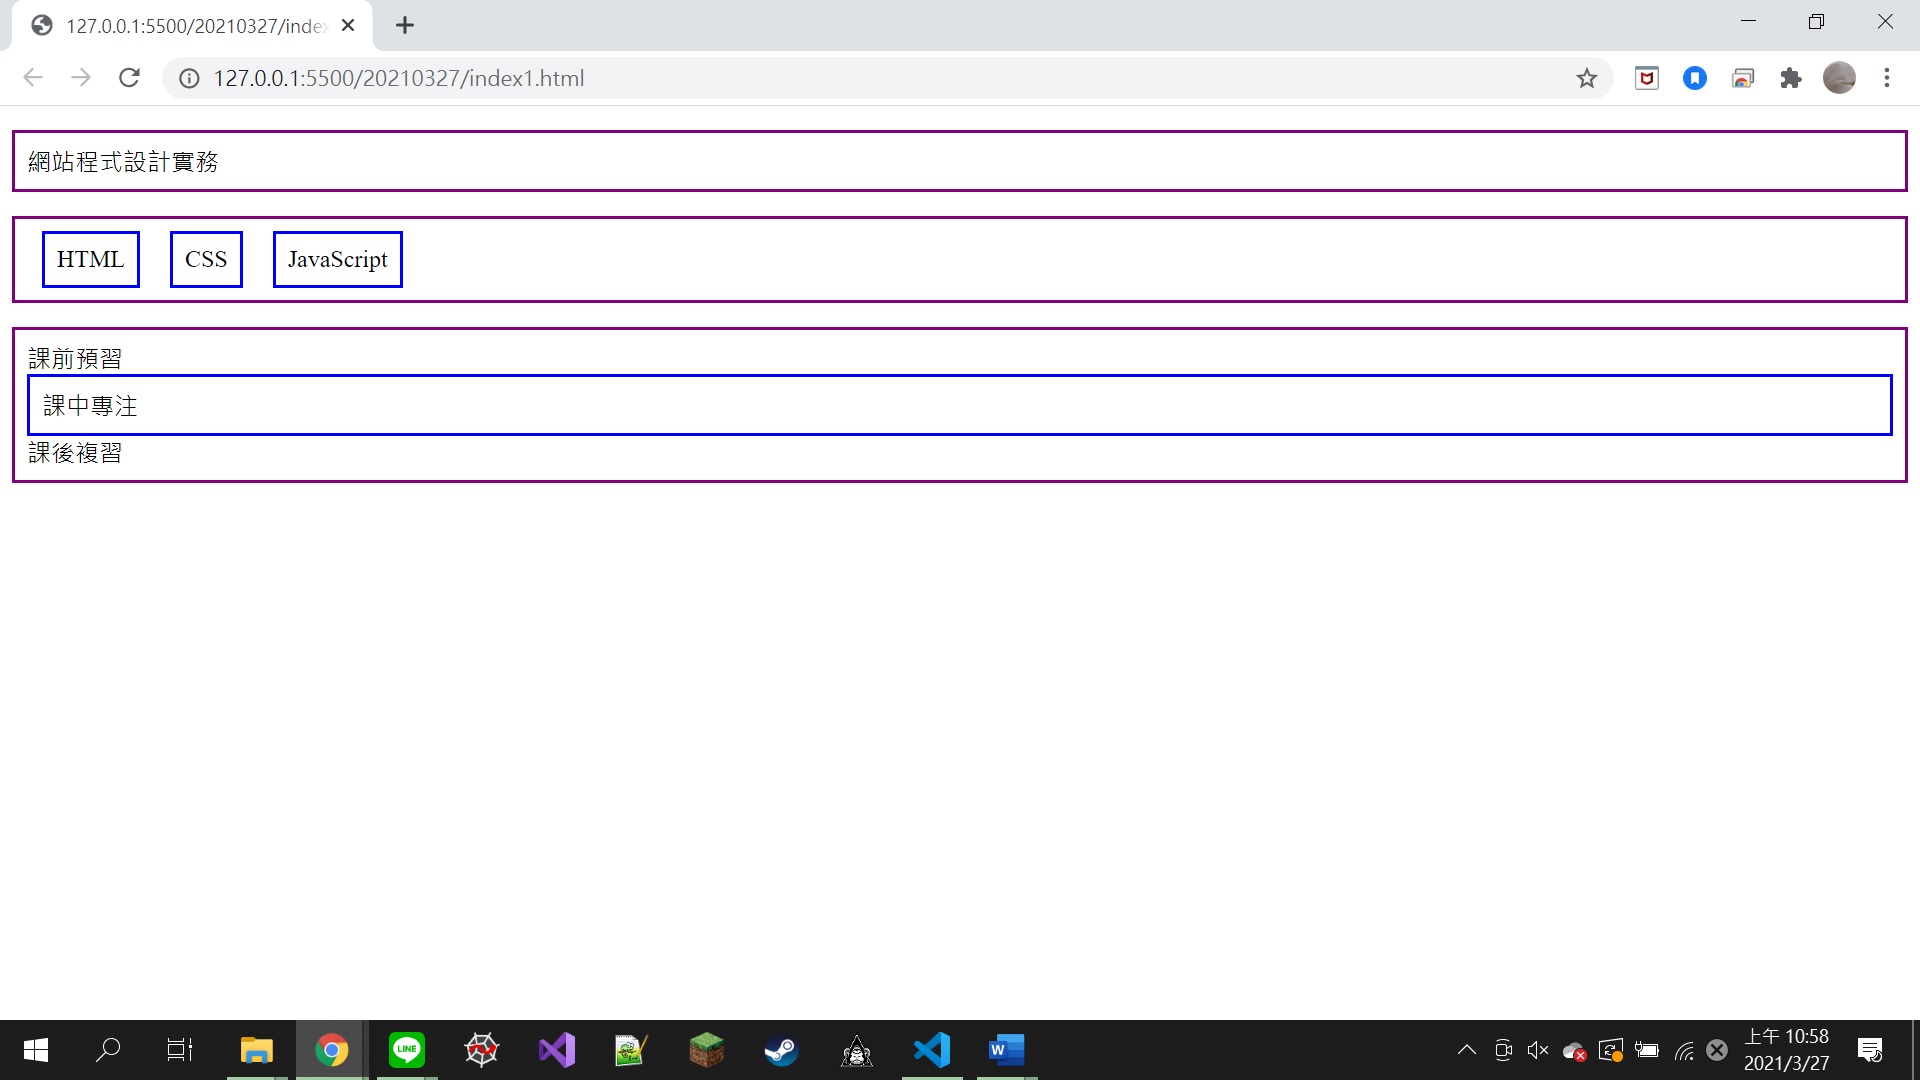 127.0.0.1:5500/20210327/inde
127.0.0.1:5500/20210327/index1.html
網站程式設計實務
HTML CSS JavaScript
課前預習
課中專注
課後複習
LINE
W
上午 10:58
2021/3/27